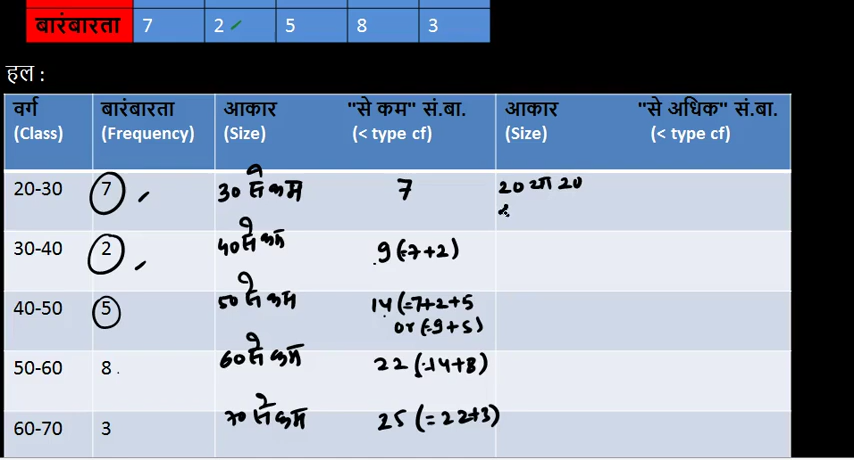 बारंबारता 7 2 5 8 3
हल :
वर्ग बारंबारता आकार "से कम" सं.बा. आकार "से अधिक" सं.बा.
(Class) (Frequency) (Size) (< type cf) (Size) (< type cf)
20-30 7 30 से कम 7 20 या 20
30-40 2 40 से कम 9 (=7+2)
40-50 5 50 से कम 14 (=7+2+5
or (=9+5)
50-60 8 60 से कम 22 (=14+8)
60-70 3 70 से कम 25 (=22+3)